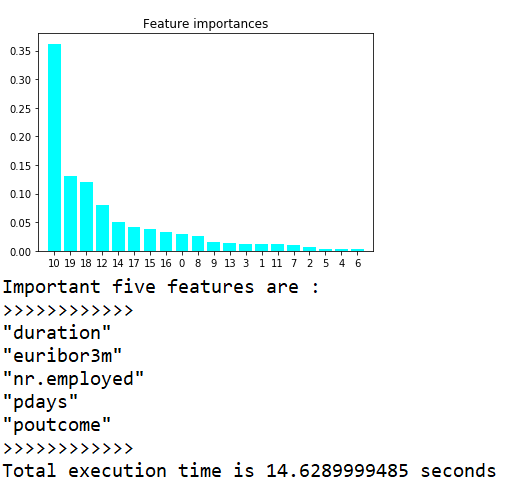 Feature importances
0.35
0.30
0.25
0.20
0.15
0.10
0.05
0.00
10 19 18 12 14 17 15 16 0 8 9 13 3 1 11 7 2 5 4 6
Important five features are :
>>>>>>>>>>>>
"duration"
"euribor3m"
"nr.employed"
"pdays"
"poutcome"
>>>>>>>>>>>>
Total execution time is 14.6289999485 seconds